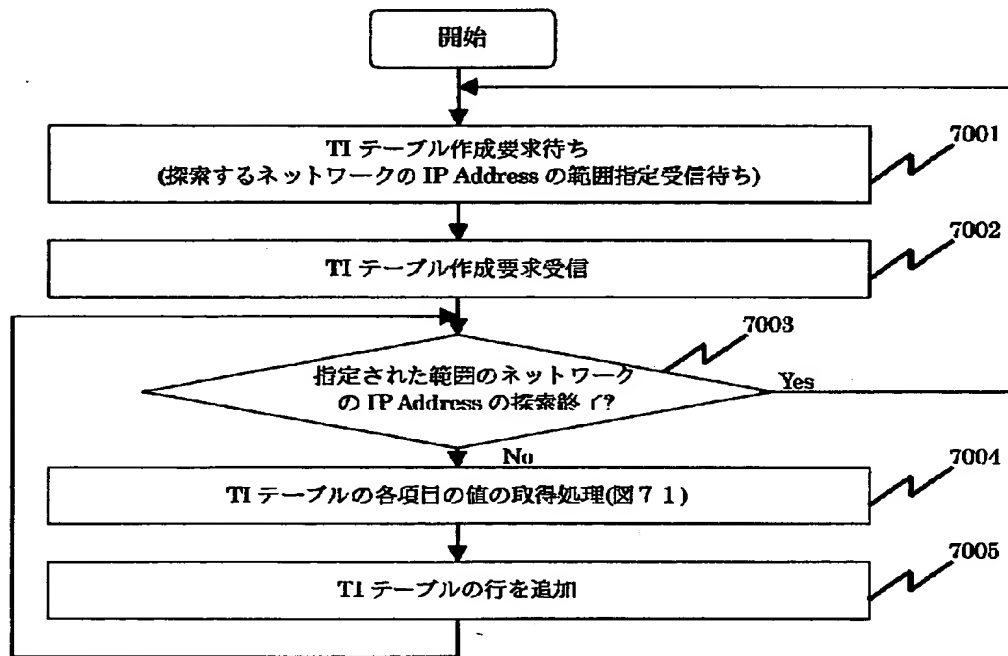 開始
TI テーブル作成要求待ち
(探索するネットワークの IP Address の範囲指定受信待ち)
7001
TI テーブル作成要求受信
7002
7003
指定された範囲のネットワーク
の IP Address の探索終了?
Yes
No
TI テーブルの各項目の値の取得処理(図７１)
7004
TI テーブルの行を追加
7005